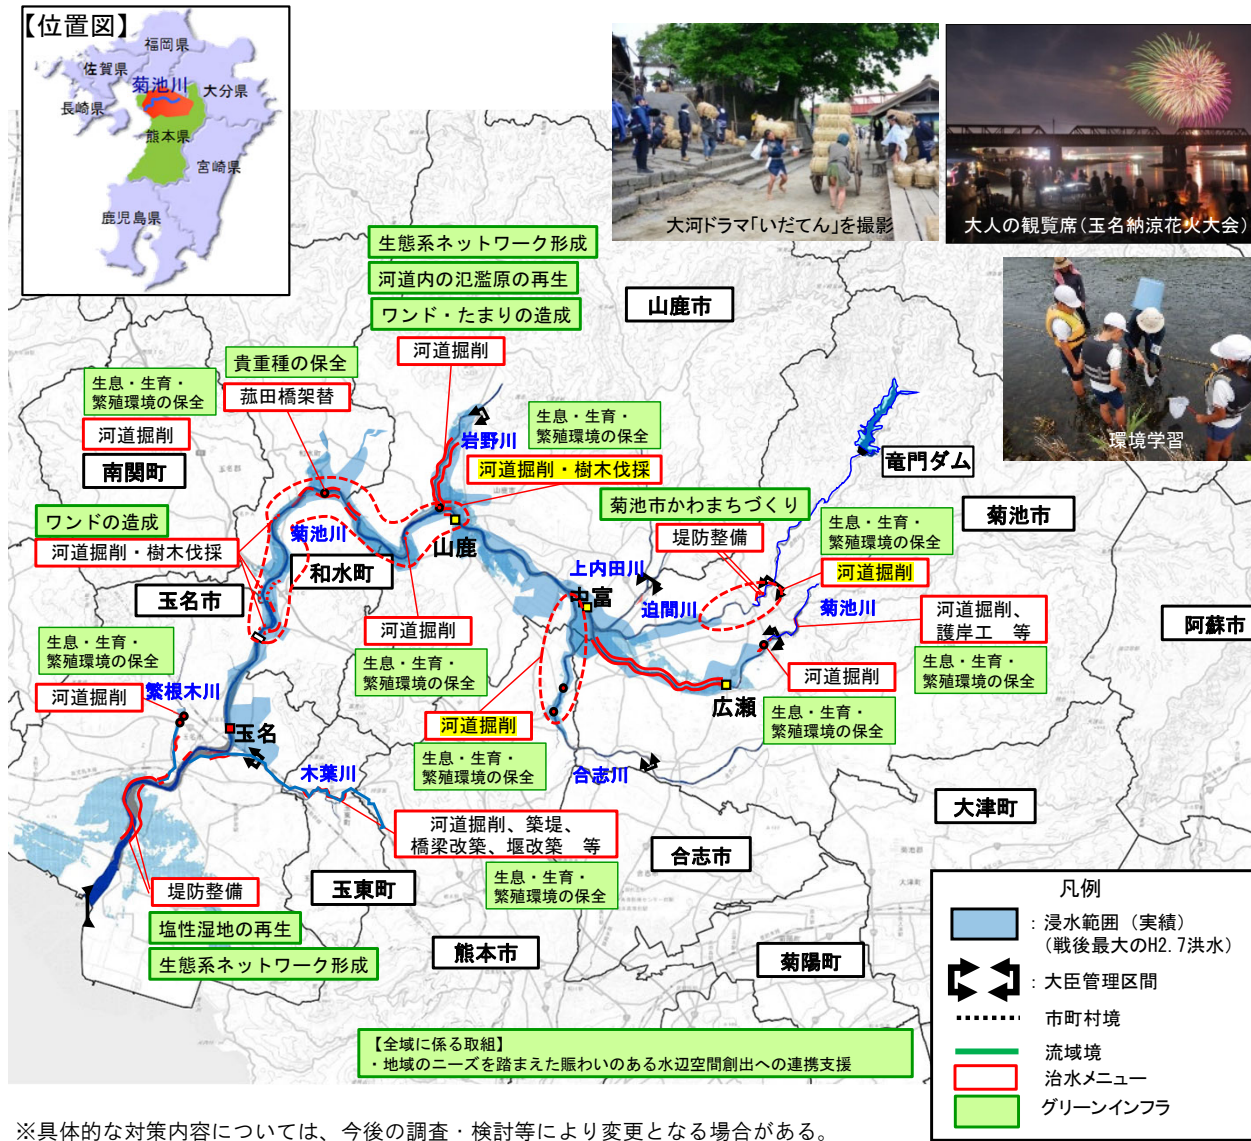 【位置図】
福岡県
佐賀県
菊池川
大分県
長崎県
熊本県
宮崎県
鹿児島県
大河ドラマ「いだてん」を撮影
大人の観覧席(玉名納涼花火大会)
環境学習
生態系ネットワーク形成
河道内の氾濫原の再生
ワンド・たまりの造成
河道掘削
山鹿市
貴重種の保全
菰田橋架替
生息・生育・
繁殖環境の保全
河道掘削
南関町
岩野川
生息・生育・
繁殖環境の保全
河道掘削・樹木伐採
竜門ダム
菊池市かわまちづくり
堤防整備
菊池市
生息・生育・
繁殖環境の保全
河道掘削
ワンドの造成
河道掘削・樹木伐採
菊池川
山鹿
和水町
玉名市
上内田川
迫間川
中富
菊池川
河道掘削、
護岸工 等
生息・生育・
繁殖環境の保全
阿蘇市
河道掘削
生息・生育・
繁殖環境の保全
河道掘削
生息・生育・
繁殖環境の保全
広瀬
生息・生育・
繁殖環境の保全
河道掘削
繁根木川
河道掘削
生息・生育・
繁殖環境の保全
玉名
木葉川
合志川
大津町
河道掘削、築堤、
橋梁改築、堰改築 等
生息・生育・
繁殖環境の保全
合志市
玉東町
堤防整備
塩性湿地の再生
生態系ネットワーク形成
熊本市
菊陽町
【全域に係る取組】
・地域のニーズを踏まえた賑わいのある水辺空間創出への連携支援
凡例
:浸水範囲(実績)
(戦後最大のH2.7洪水)
:大臣管理区間
市町村境
流域境
治水メニュー
グリーンインフラ
※具体的な対策内容については、今後の調査・検討等により変更となる場合がある。